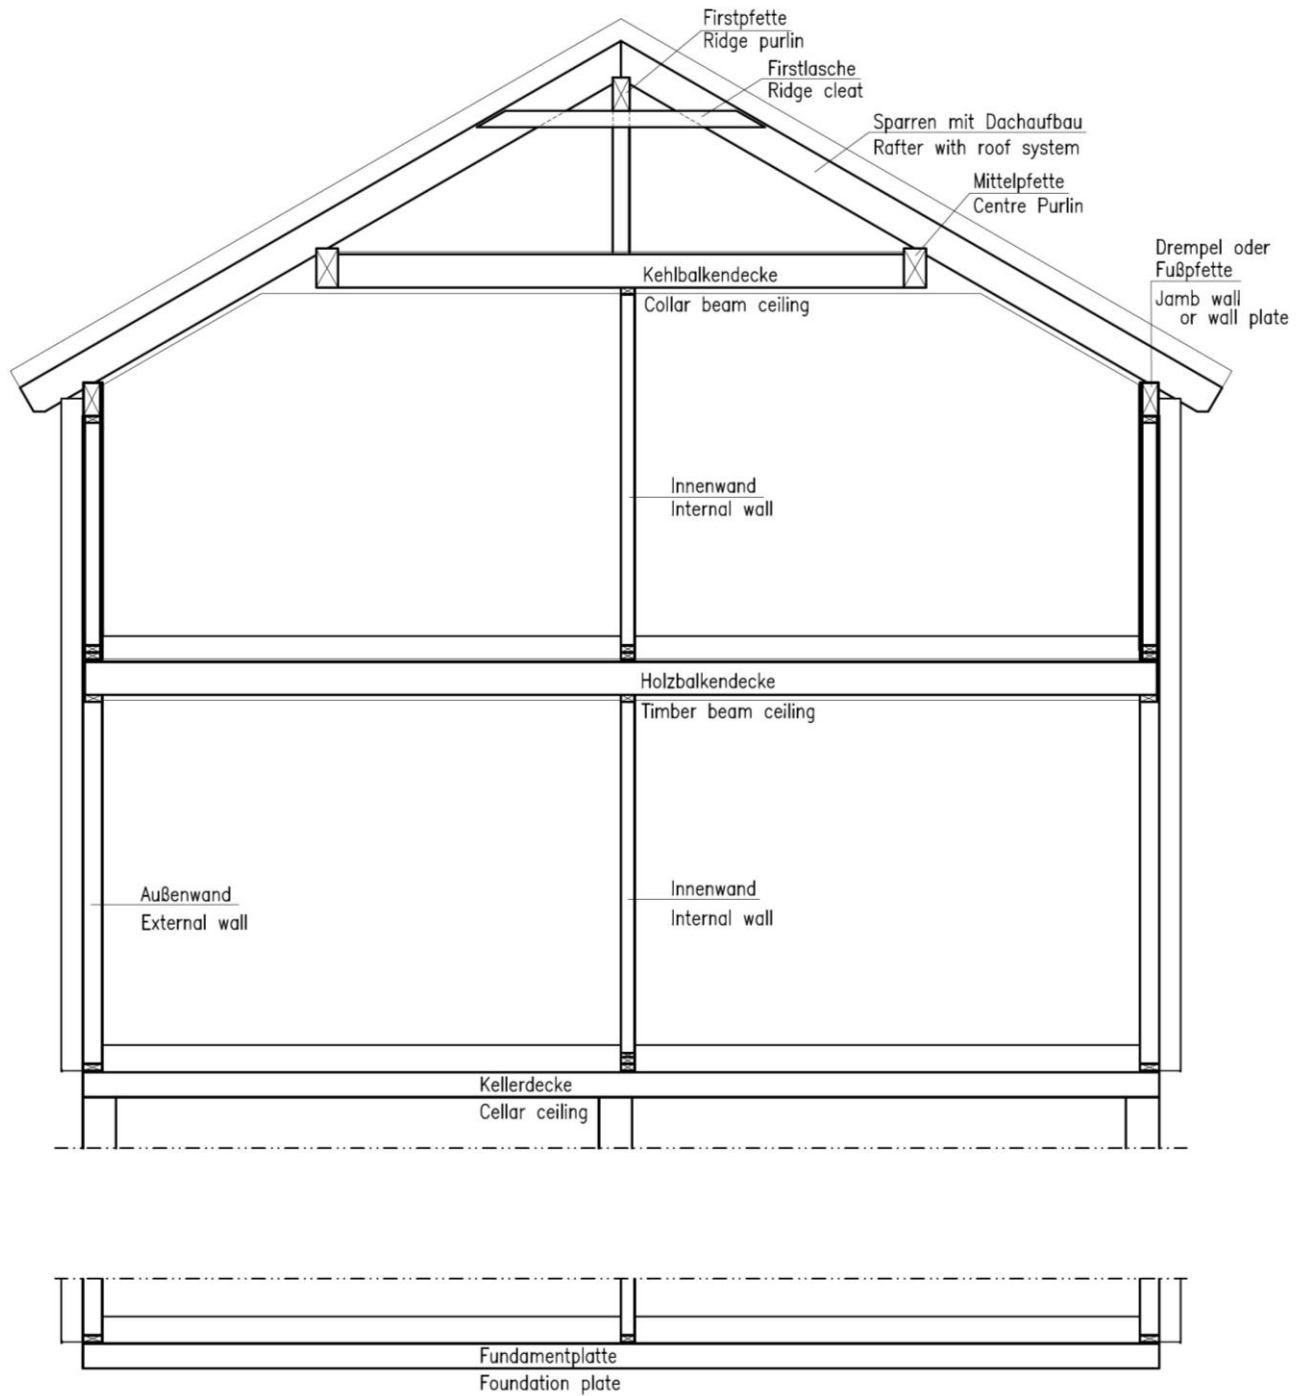 Firstpfette
Ridge purlin
Firstlasche
Ridge cleat
Sparren mit Dachaufbau
Rafter with roof system
Mittelpfette
Centre Purlin
Drempel oder
Fußpfette
Jamb wall
or wall plate
Kehlbalkendecke
Collar beam ceiling
Innenwand
Internal wall
Holzbalkendecke
Timber beam ceiling
Außenwand
External wall
Innenwand
Internal wall
Kellerdecke
Cellar ceiling
Fundamentplatte
Foundation plate